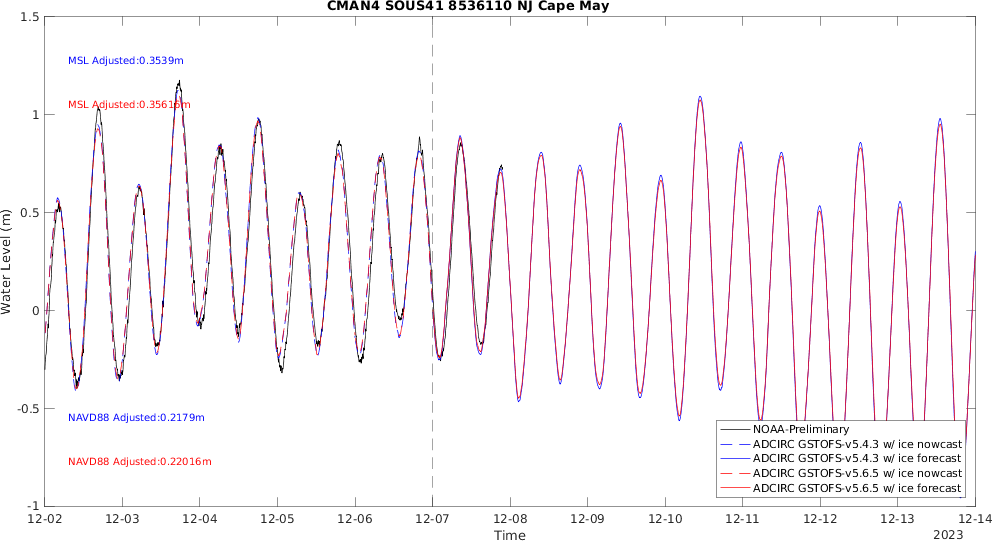 CMAN4 SOUS41 8536110 NJ Cape May
1.5
MSL Adjusted:0.3539m
MSL Adjusted:0.35615m
1
0.5
Water Level (m)
0
-0.5
NAVD88 Adjusted:0.2179m
NAVD88 Adjusted:0.22016m
-1
NOAA-Preliminary
ADCIRC GSTOFS-v5.4.3 w/ ice nowcast
ADCIRC GSTOFS-v5.4.3 w/ ice forecast
ADCIRC GSTOFS-v5.6.5 w/ ice nowcast
ADCIRC GSTOFS-v5.6.5 w/ ice forecast
12-02 12-03 12-04 12-05 12-06 12-07 12-08 12-09 12-10 12-11 12-12 12-13 12-14
Time
2023